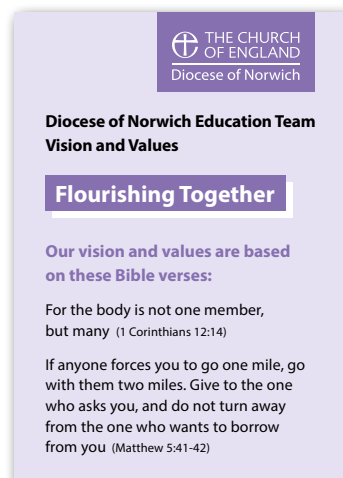 THE CHURCH
OF ENGLAND
Diocese of Norwich
Diocese of Norwich Education Team
Vision and Values
Flourishing Together
Our vision and values are based
on these Bible verses:
For the body is not one member,
but many (1 Corinthians 12:14)
If anyone forces you to go one mile, go
with them two miles. Give to the one
who asks you, and do not turn away
from the one who wants to borrow
from you (Matthew 5:41-42)